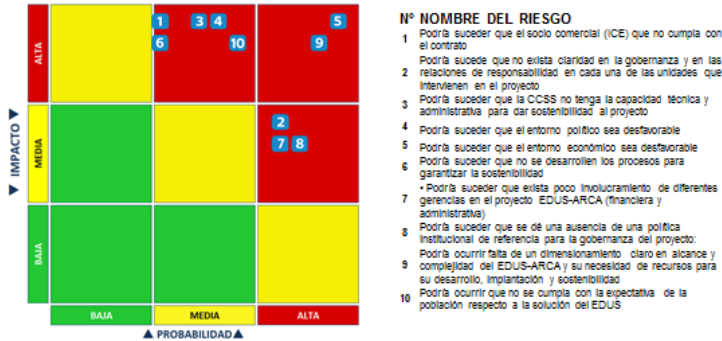 ALTA
MEDIA
BAJA
▼ IMPACTO ▼
1
3
4
5
6
10
9
2
7
8
BAJA
MEDIA
ALTA
▲ PROBABILIDAD ▲
Nº NOMBRE DEL RIESGO
1 Podría suceder que el socio comercial (ICE) que no cumpla con
el contrato
Podría sucede que no exista claridad en la gobernanza y en las
2 relaciones de responsabilidad en cada una de las unidades que
intervienen en el proyecto
3 Podría suceder que la CCSS no tenga la capacidad técnica y
administrativa para dar sostenibilidad al proyecto
4 Podría suceder que el entorno político sea desfavorable
5 Podría suceder que el entorno económico sea desfavorable
6 Podría suceder que no se desarrollen los procesos para
garantizar la sostenibilidad
• Podría suceder que exista poco involucramiento de diferentes
7 gerencias en el proyecto EDUS-ARCA (financiera y
administrativa)
8 Podría suceder que se dé una ausencia de una política
institucional de referencia para la gobernanza del proyecto:
Podría ocurrir falta de un dimensionamiento claro en alcance y
9 complejidad del EDUS-ARCA y su necesidad de recursos para
su desarrollo, implantación y sostenibilidad
10 Podría ocurrir que no se cumpla con la expectativa de la
población respecto a la solución del EDUS